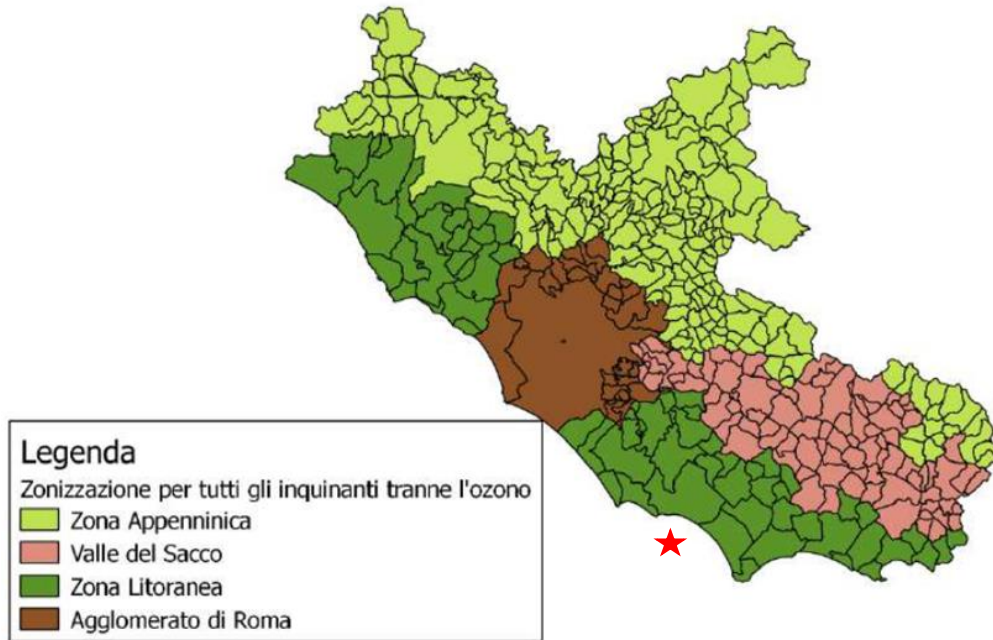 Legenda
Zonizzazione per tutti gli inquinanti tranne l'ozono
Zona Appenninica
Valle del Sacco
Zona Litoranea
Agglomerato di Roma